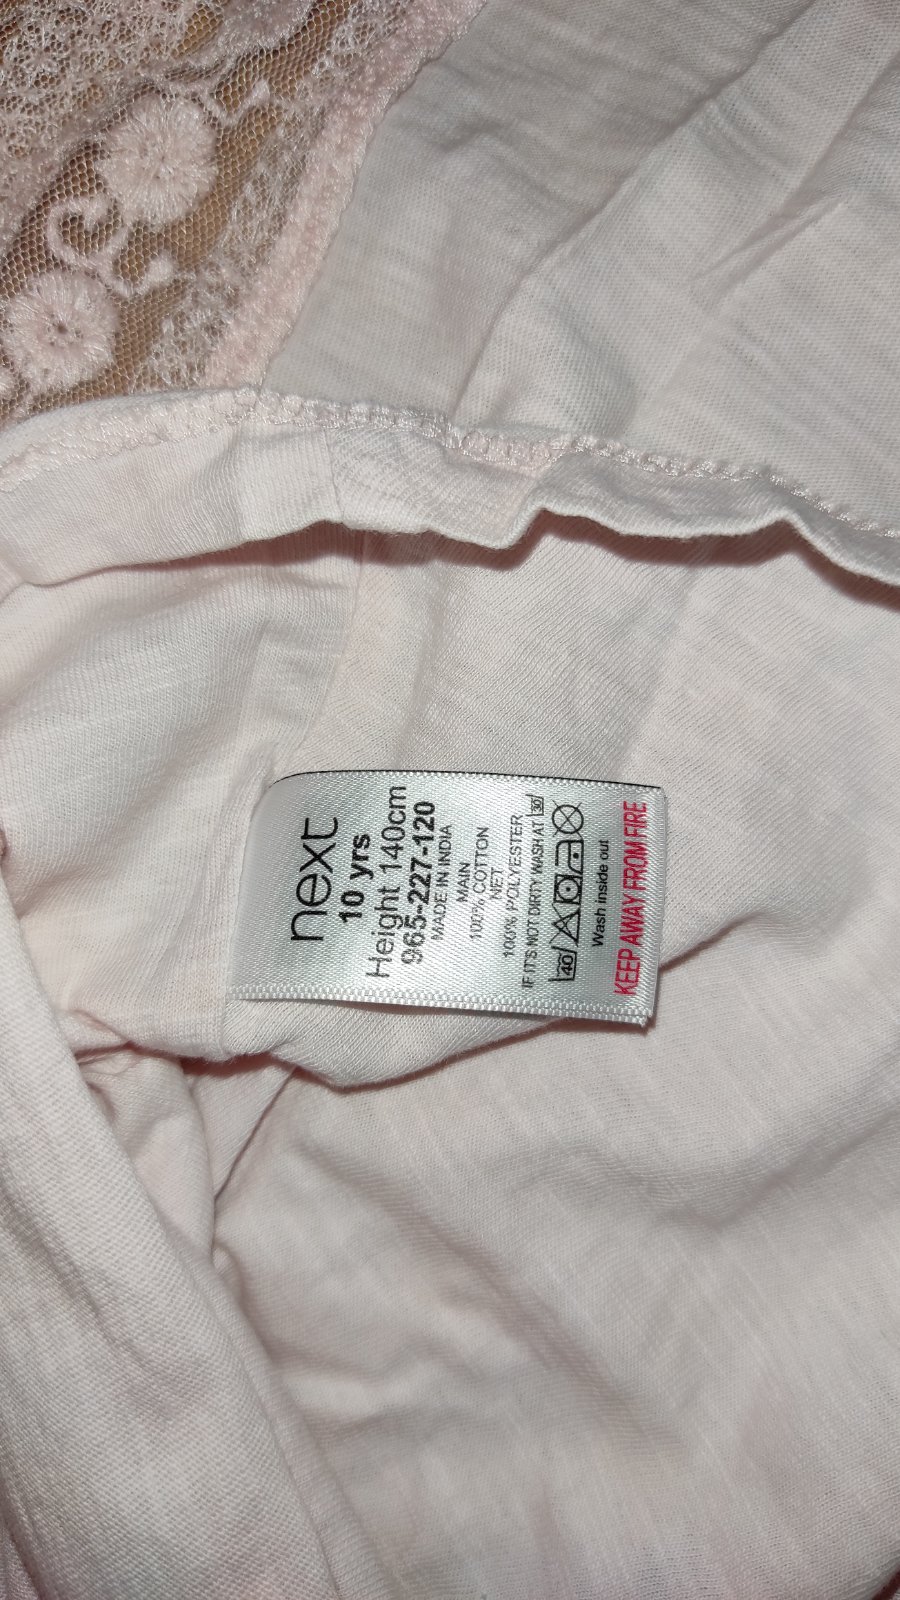 next
10 yrs
Height 140cm
965-227-120
MADE IN INDIA
MAIN
100% COTTON
NET
100% POLYESTER
IF IT'S NOT DIRTY WASH AT 30
40
Wash inside out
KEEP AWAY FROM FIRE